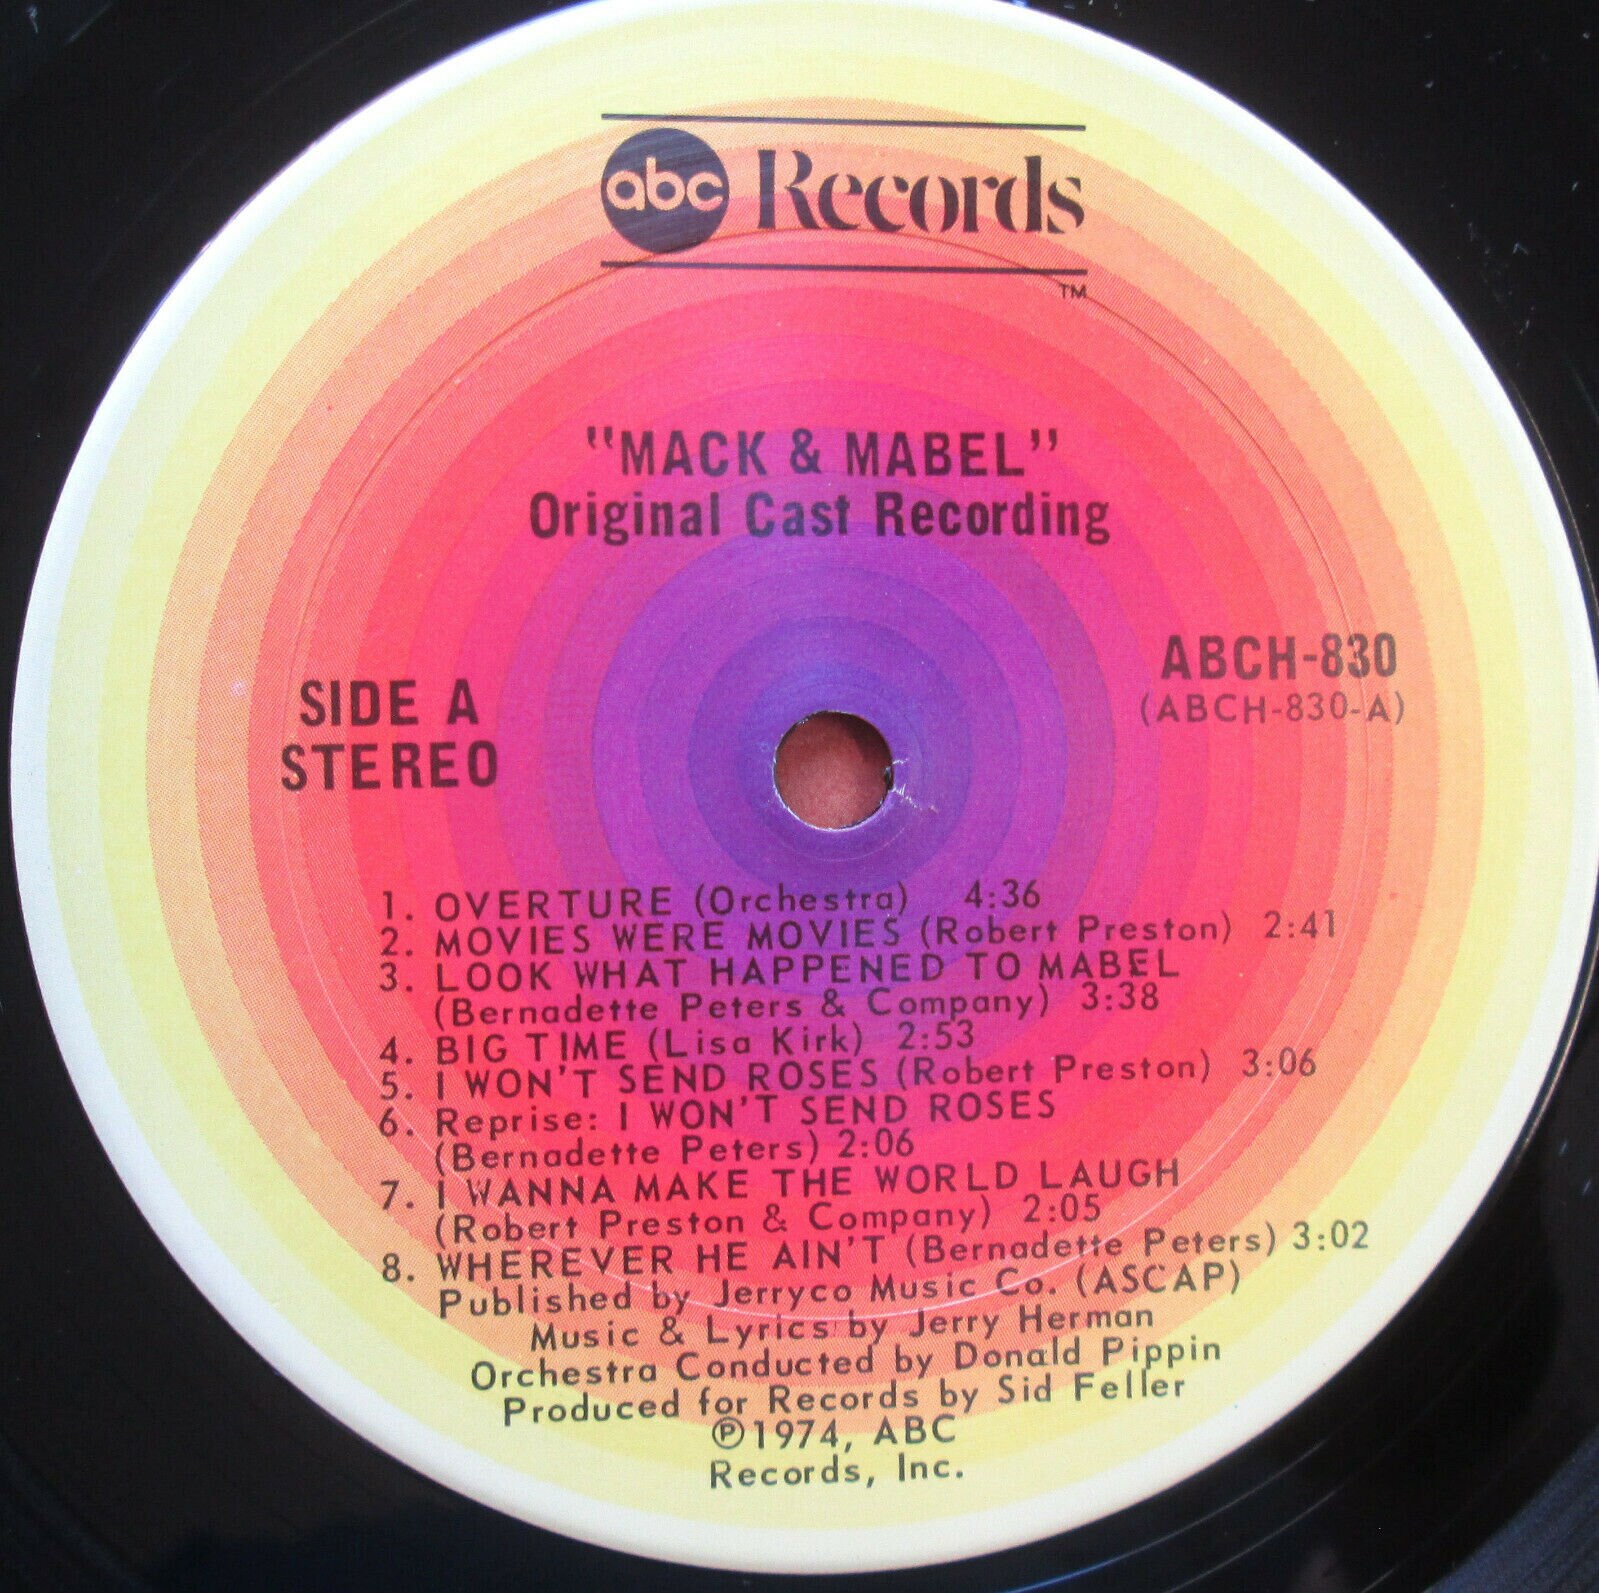 abc Records
TM
"MACK & MABEL"
Original Cast Recording
ABCH-830
(ABCH-830-A)
SIDE A
STEREO
1. OVERTURE (Orchestra) 4:36
2. MOVIES WERE MOVIES (Robert Preston) 2:41
3. LOOK WHAT HAPPENED TO MABEL
(Bernadette Peters & Company) 3:38
4. BIG TIME (Lisa Kirk) 2:53
5. I WON'T SEND ROSES (Robert Preston) 3:06
6. Reprise: I WON'T SEND ROSES
(Bernadette Peters) 2:06
7. I WANNA MAKE THE WORLD LAUGH
(Robert Preston & Company) 2:05
8. WHEREVER HE AIN'T (Bernadette Peters) 3:02
Published by Jerryco Music Co. (ASCAP)
Music & Lyrics by Jerry Herman
Orchestra Conducted by Donald Pippin
Produced for Records by Sid Feller
℗1974, ABC
Records, Inc.